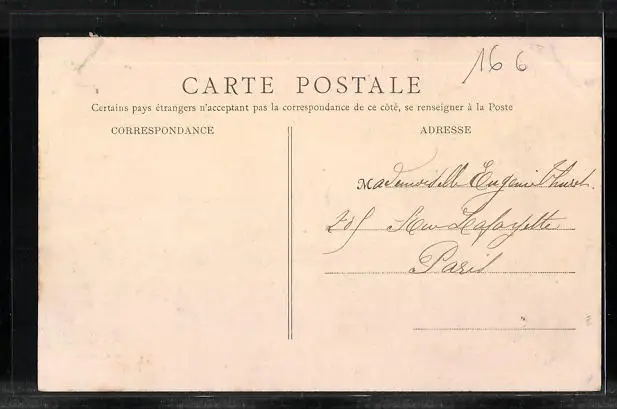 166
CARTE POSTALE
Certains pays étrangers n'acceptant pas la correspondance de ce côté, se renseigner à la Poste
CORRESPONDANCE
ADRESSE
Mademoiselle Eugenie
Rue Lafayette
Paris